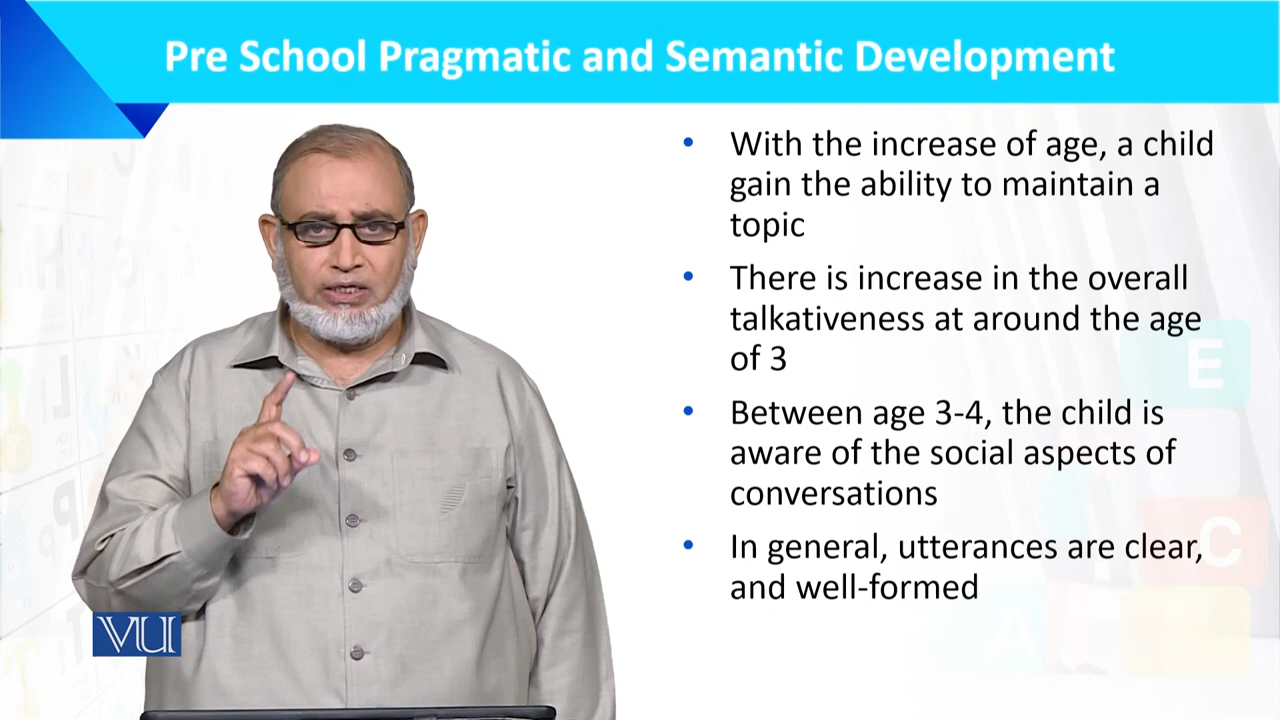 Pre School Pragmatic and Semantic Development
• With the increase of age, a child
gain the ability to maintain a
topic
• There is increase in the overall
talkativeness at around the age
of 3
• Between age 3-4, the child is
aware of the social aspects of
conversations
• In general, utterances are clear,
and well-formed
VU
E
C
A